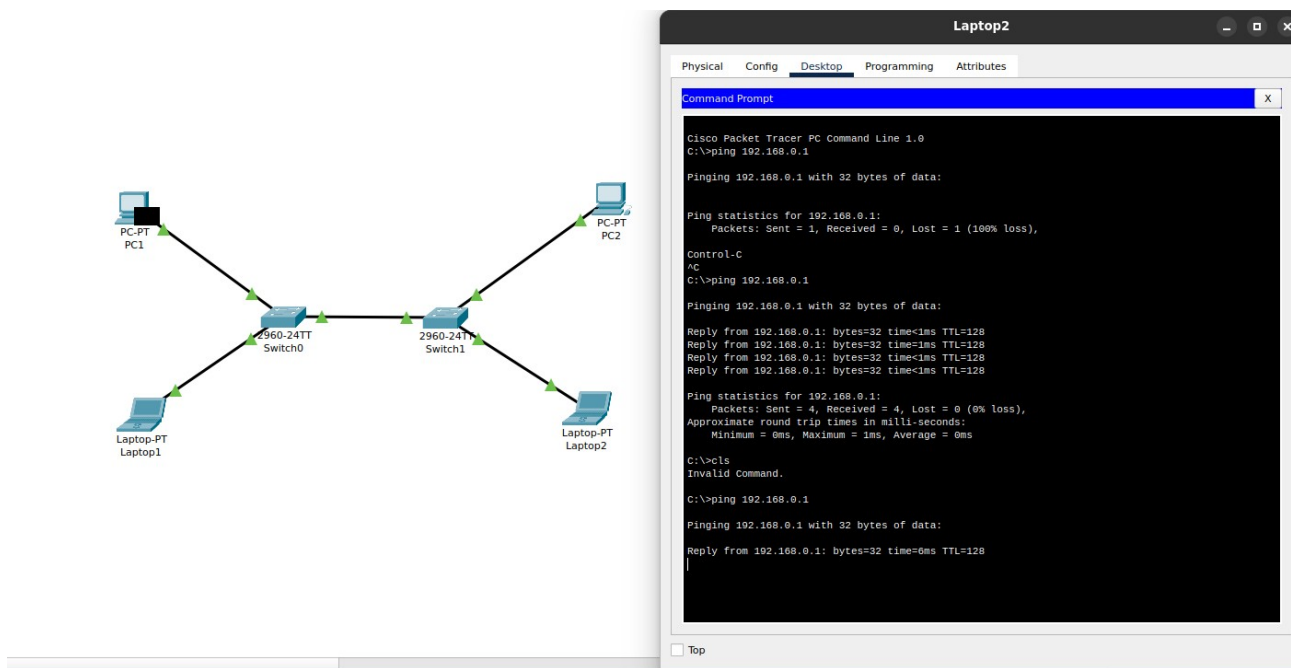 Laptop2
Physical Config Desktop Programming Attributes
Command Prompt X
Cisco Packet Tracer PC Command Line 1.0
C:\>ping 192.168.0.1
Pinging 192.168.0.1 with 32 bytes of data:
Ping statistics for 192.168.0.1:
Packets: Sent = 1, Received = 0, Lost = 1 (100% loss),
Control-C
^C
C:\>ping 192.168.0.1
Pinging 192.168.0.1 with 32 bytes of data:
Reply from 192.168.0.1: bytes=32 time<1ms TTL=128
Reply from 192.168.0.1: bytes=32 time=1ms TTL=128
Reply from 192.168.0.1: bytes=32 time<1ms TTL=128
Reply from 192.168.0.1: bytes=32 time<1ms TTL=128
Ping statistics for 192.168.0.1:
Packets: Sent = 4, Received = 4, Lost = 0 (0% loss),
Approximate round trip times in milli-seconds:
Minimum = 0ms, Maximum = 1ms, Average = 0ms
C:\>cls
Invalid Command.
C:\>ping 192.168.0.1
Pinging 192.168.0.1 with 32 bytes of data:
Reply from 192.168.0.1: bytes=32 time=6ms TTL=128
Top
PC-PT
PC1
PC-PT
PC2
2960-24TT
Switch0
2960-24TT
Switch1
Laptop-PT
Laptop1
Laptop-PT
Laptop2